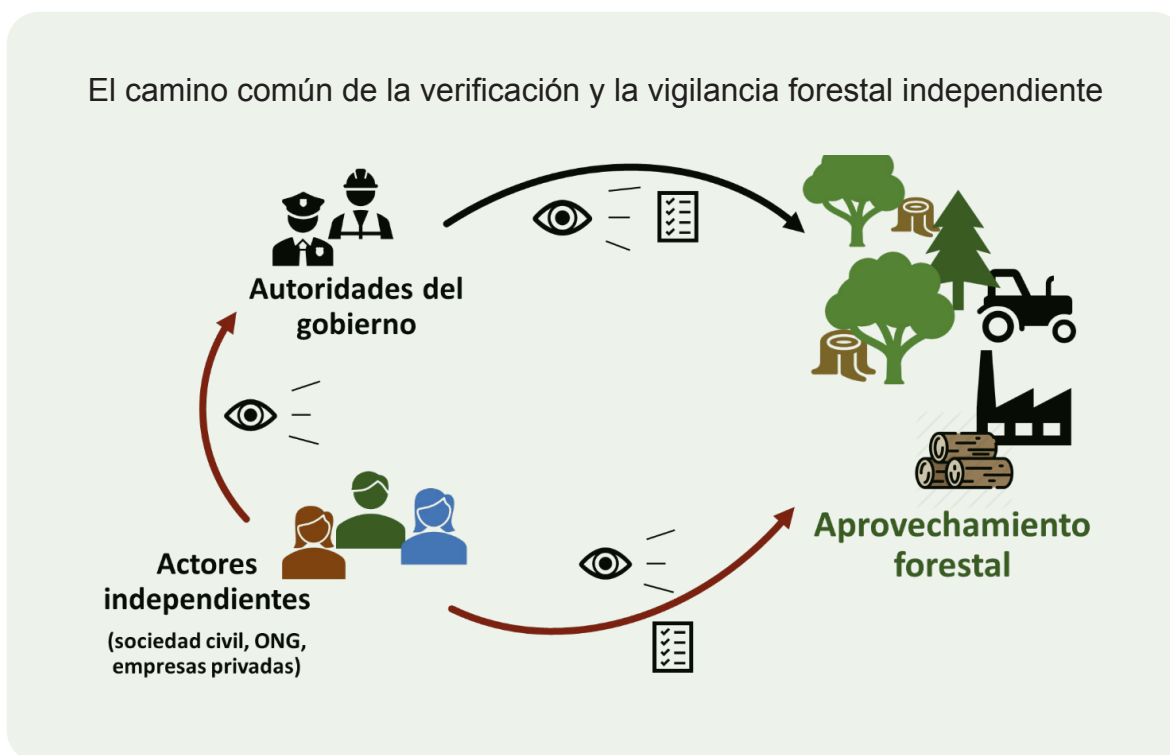 El camino común de la verificación y la vigilancia forestal independiente
Autoridades del
gobierno
Actores
independientes
(sociedad civil, ONG,
empresas privadas)
Aprovechamiento
forestal